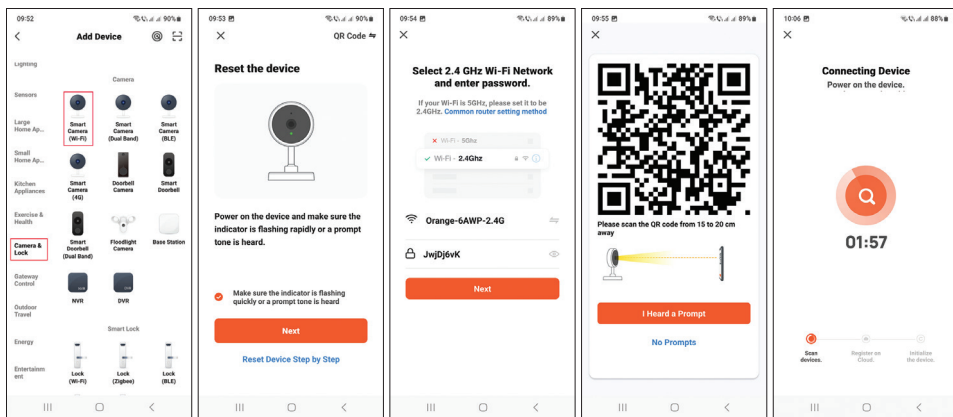 09:52
90%
Add Device
Lighting
Camera
Sensors
Large
Home Ap...
Smart
Camera
(Wi-Fi)
Smart
Camera
(Dual Band)
Smart
Camera
(BLE)
Small
Home Ap...
Kitchen
Appliances
Smart
Camera
(4G)
Doorbell
Camera
Smart
Doorbell
Exercise &
Health
Camera &
Lock
Smart
Doorbell
(Dual Band)
Floodlight
Camera
Base Station
Gateway
Control
NVR
DVR
Outdoor
Travel
Smart Lock
Energy
Entertainm
ent
Lock
(Wi-Fi)
Lock
(Zigbee)
Lock
(BLE)
09:53
90%
QR Code
Reset the device
Power on the device and make sure the
indicator is flashing rapidly or a prompt
tone is heard.
Make sure the indicator is flashing
quickly or a prompt tone is heard
Next
Reset Device Step by Step
09:54
89%
Select 2.4 GHz Wi-Fi Network
and enter password.
If your Wi-Fi is 5GHz, please set it to be
2.4GHz. Common router setting method
Wi-Fi - 5Ghz
Wi-Fi - 2.4Ghz
Orange-6AWP-2.4G
JwjDj6vK
Next
09:55
89%
Please scan the QR code from 15 to 20 cm
away
I Heard a Prompt
No Prompts
10:06
88%
Connecting Device
Power on the device.
01:57
Scan
devices.
Register on
Cloud.
Initialize
the device.